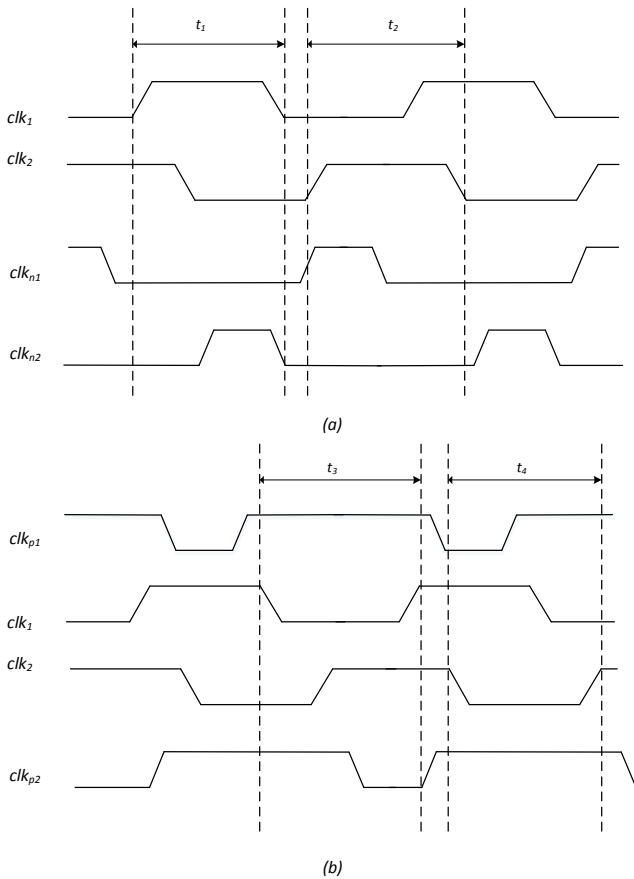 t₁ t₂
clk₁
clk₂
clkₙ₁
clkₙ₂
(a)
t₃ t₄
clkₚ₁
clk₁
clk₂
clkₚ₂
(b)